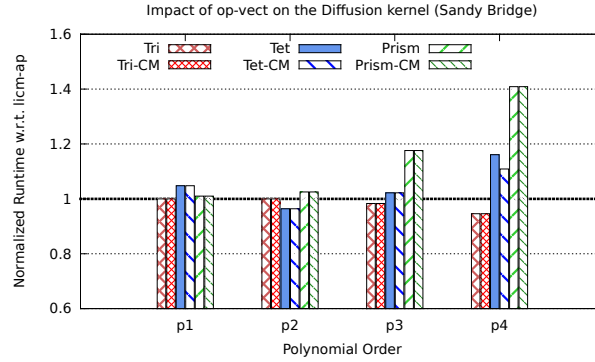 Impact of op-vect on the Diffusion kernel (Sandy Bridge)
Normalized Runtime w.r.t. licm-ap
1.6
1.4
1.2
1
0.8
0.6
Tri Tet Prism
Tri-CM Tet-CM Prism-CM
p1 p2 p3 p4
Polynomial Order